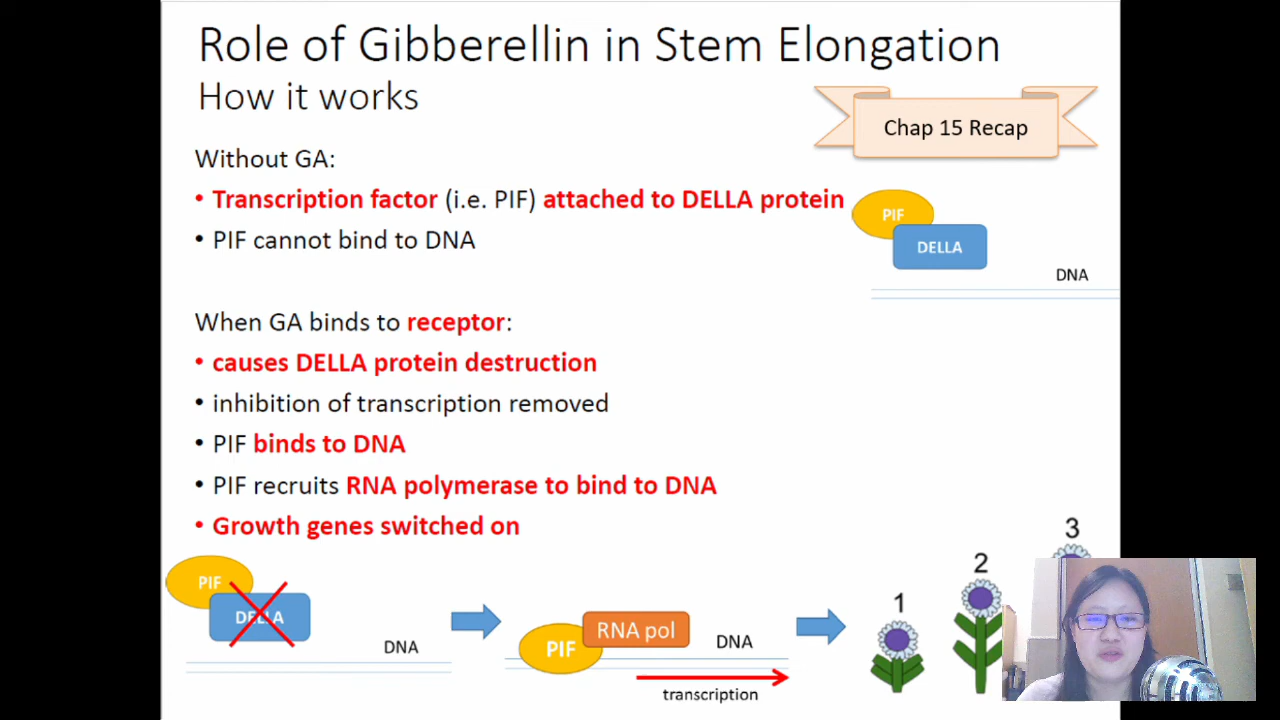 Role of Gibberellin in Stem Elongation
How it works
Chap 15 Recap
Without GA:
• Transcription factor (i.e. PIF) attached to DELLA protein
• PIF cannot bind to DNA
PIF
DELLA
DNA
When GA binds to receptor:
• causes DELLA protein destruction
• inhibition of transcription removed
• PIF binds to DNA
• PIF recruits RNA polymerase to bind to DNA
• Growth genes switched on
PIF
DELLA
DNA
PIF
RNA pol
DNA
transcription
1
2
3